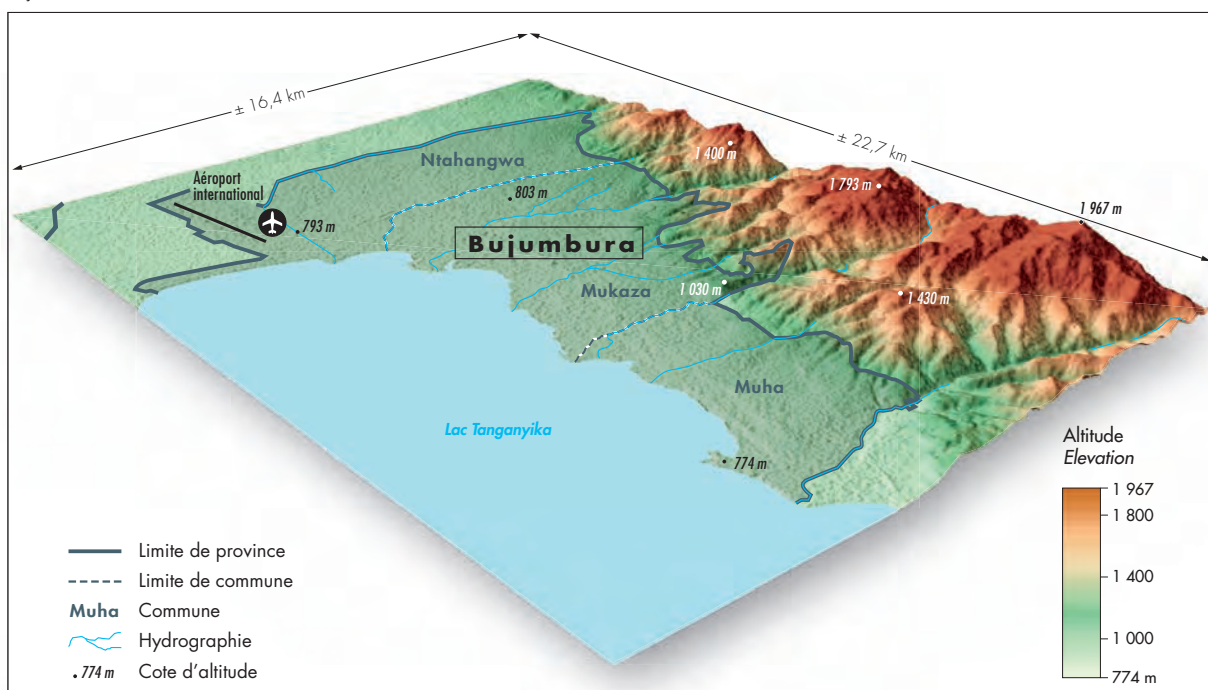 ± 16,4 km
± 22,7 km
Ntahangwa
1 400 m
Aéroport
international
803 m
1 793 m
793 m
1 967 m
Bujumbura
Mukaza
1 030 m
1 430 m
Muha
Lac Tanganyika
774 m
Limite de province
Limite de commune
Muha Commune
Hydrographie
774 m Cote d'altitude
Altitude
Elevation
1 967
1 800
1 400
1 000
774 m